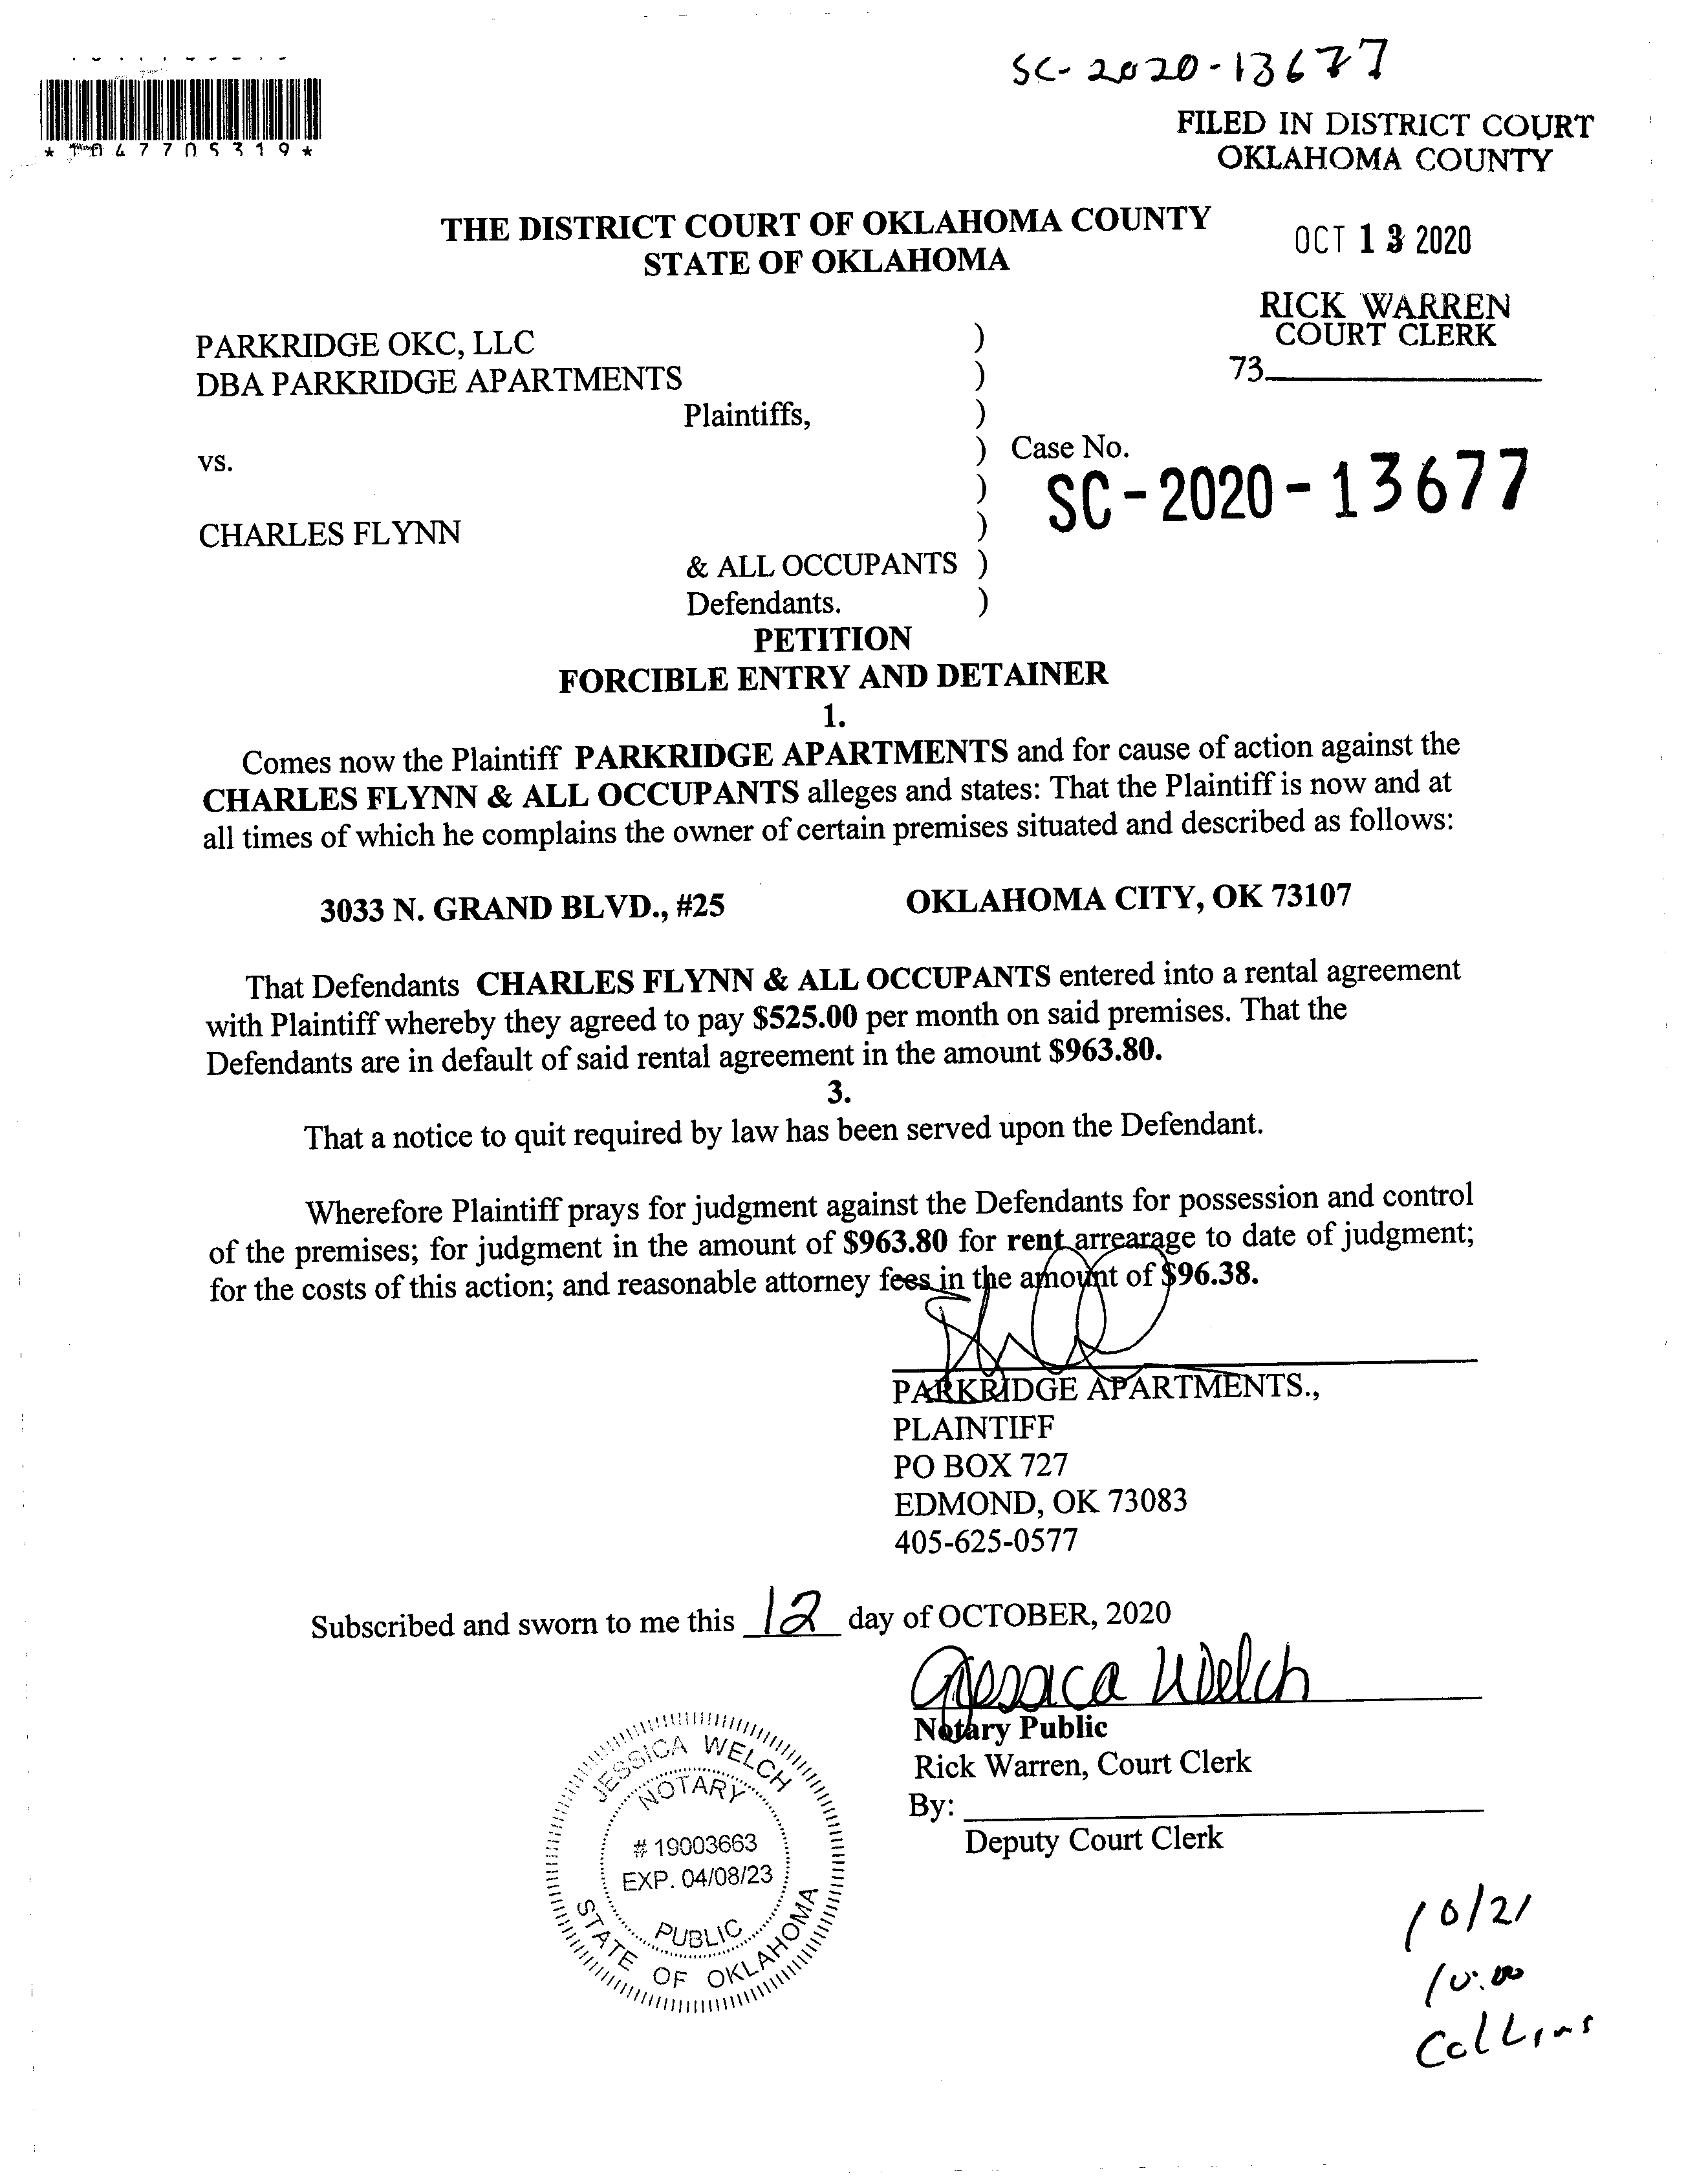 SC-2020-13677
* 1 0 4 7 7 0 5 3 1 9 *
FILED IN DISTRICT COURT
OKLAHOMA COUNTY
THE DISTRICT COURT OF OKLAHOMA COUNTY
STATE OF OKLAHOMA
OCT 13 2020
RICK WARREN
COURT CLERK
73
PARKRIDGE OKC, LLC )
DBA PARKRIDGE APARTMENTS )
Plaintiffs, )
) Case No.
vs.
) SC-2020-13677
CHARLES FLYNN )
& ALL OCCUPANTS )
Defendants. )
PETITION
FORCIBLE ENTRY AND DETAINER
1.
Comes now the Plaintiff PARKRIDGE APARTMENTS and for cause of action against the
CHARLES FLYNN & ALL OCCUPANTS alleges and states: That the Plaintiff is now and at
all times of which he complains the owner of certain premises situated and described as follows:
3033 N. GRAND BLVD., #25 OKLAHOMA CITY, OK 73107
That Defendants CHARLES FLYNN & ALL OCCUPANTS entered into a rental agreement
with Plaintiff whereby they agreed to pay $525.00 per month on said premises. That the
Defendants are in default of said rental agreement in the amount $963.80.
3.
That a notice to quit required by law has been served upon the Defendant.
Wherefore Plaintiff prays for judgment against the Defendants for possession and control
of the premises; for judgment in the amount of $963.80 for rent arrearage to date of judgment;
for the costs of this action; and reasonable attorney fees in the amount of $96.38.
PARKRIDGE APARTMENTS.,
PLAINTIFF
PO BOX 727
EDMOND, OK 73083
405-625-0577
Subscribed and sworn to me this 12 day of OCTOBER, 2020
Jessica Welch
Notary Public
Rick Warren, Court Clerk
By:
Deputy Court Clerk
JESSICA WELCH
NOTARY
# 19003663
EXP. 04/08/23
PUBLIC
STATE OF OKLAHOMA
10/21
10:00
Collins